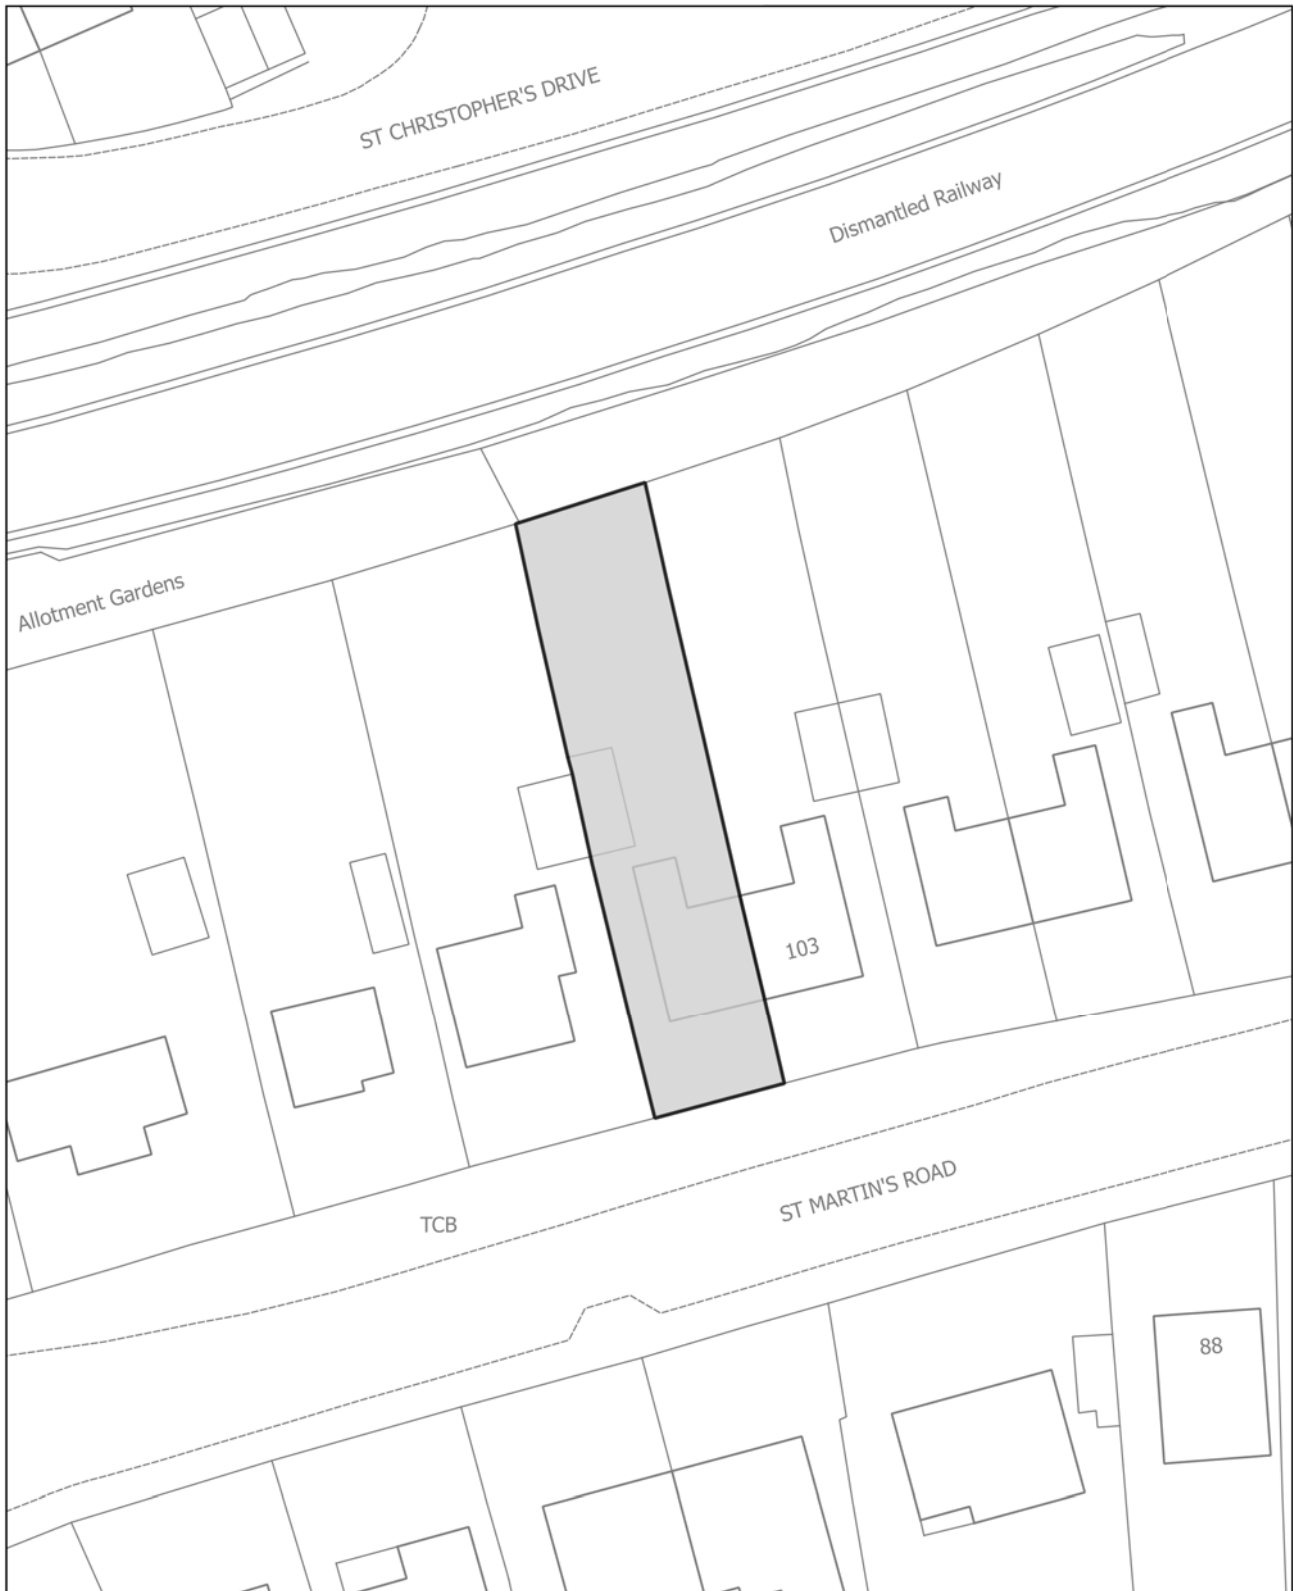 ST CHRISTOPHER'S DRIVE
Dismantled Railway
Allotment Gardens
103
ST MARTIN'S ROAD
TCB
88